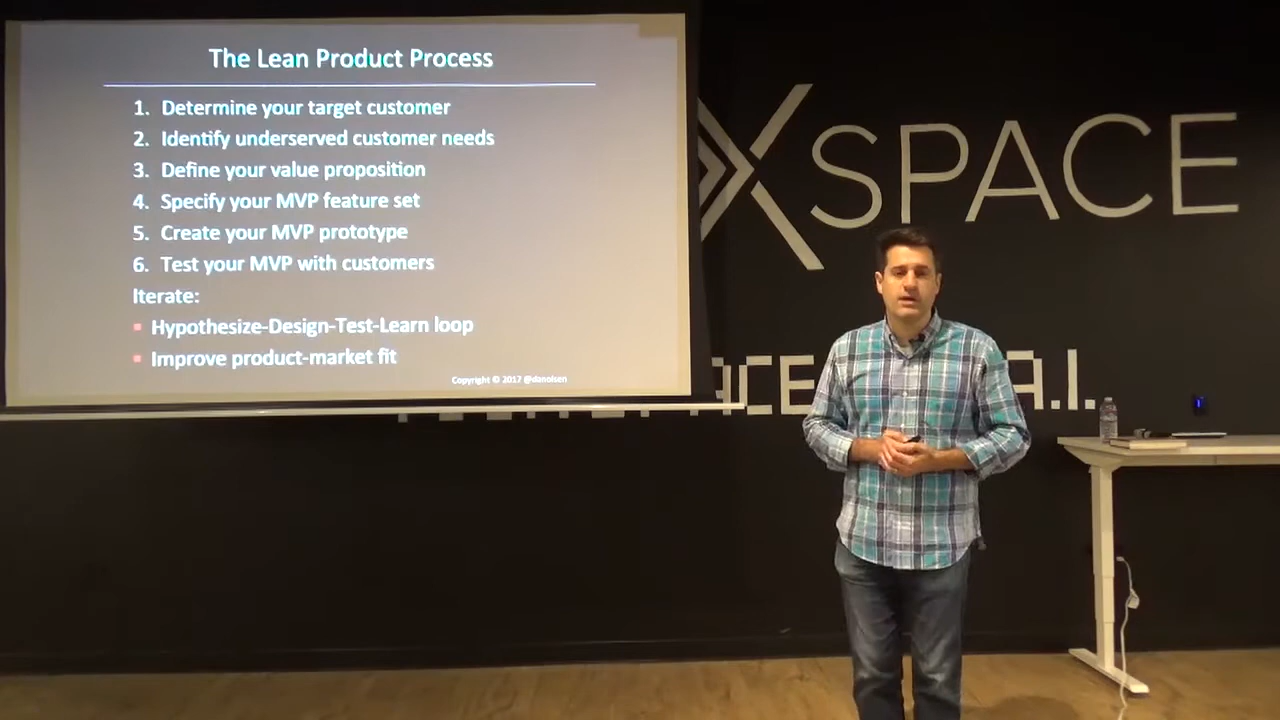 The Lean Product Process
1. Determine your target customer
2. Identify underserved customer needs
3. Define your value proposition
4. Specify your MVP feature set
5. Create your MVP prototype
6. Test your MVP with customers
Iterate:
▪ Hypothesize-Design-Test-Learn loop
▪ Improve product-market fit
Copyright © 2017 @danolsen
XSPACE
A.I.